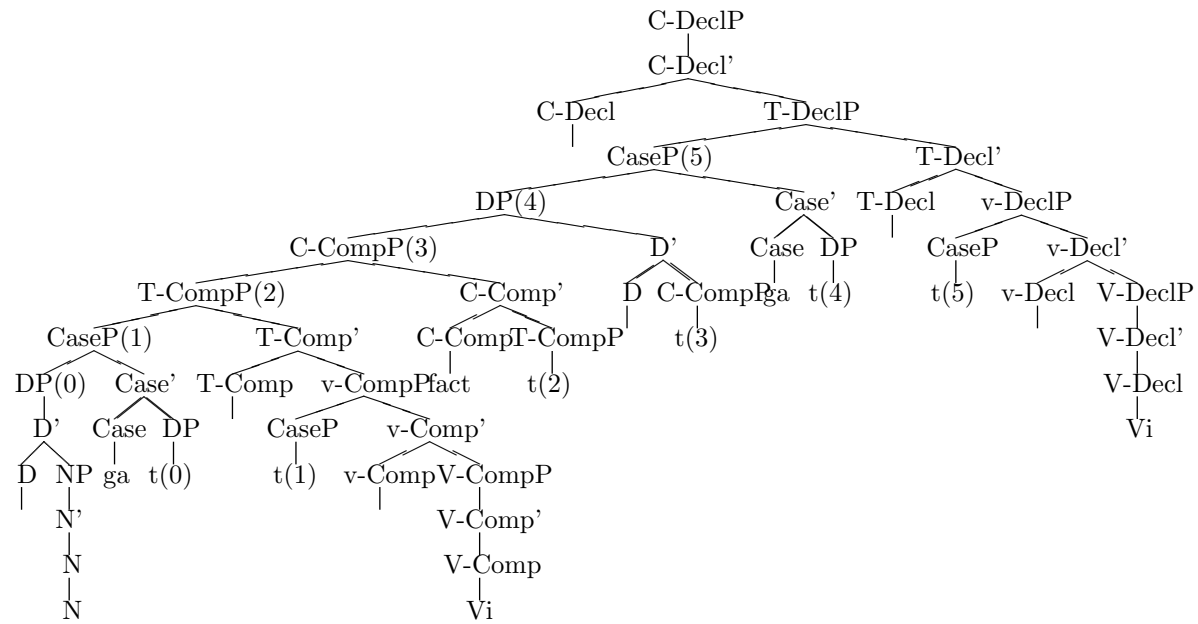 C-DeclP
C-Decl'
C-Decl T-DeclP
CaseP(5) T-Decl'
DP(4) Case' T-Decl v-DeclP
C-CompP(3) D' Case DP CaseP v-Decl'
T-CompP(2) C-Comp' D C-CompP ga t(4) t(5) v-Decl V-DeclP
CaseP(1) T-Comp' C-Comp T-CompP t(3) V-Decl'
DP(0) Case' T-Comp v-CompP fact t(2) V-Decl
D' Case DP CaseP v-Comp' Vi
D NP ga t(0) t(1) v-Comp V-CompP
N' V-Comp'
N V-Comp
N Vi